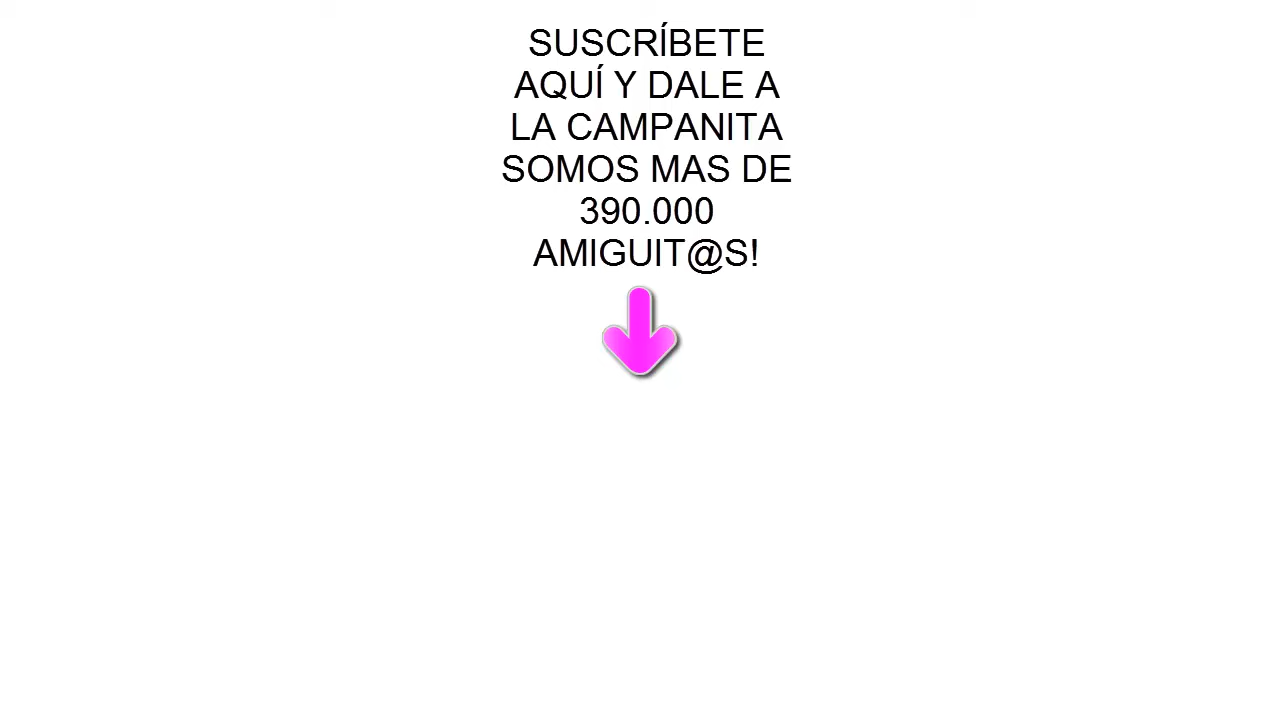 SUSCRÍBETE
AQUÍ Y DALE A
LA CAMPANITA
SOMOS MAS DE
390.000
AMIGUIT@S!